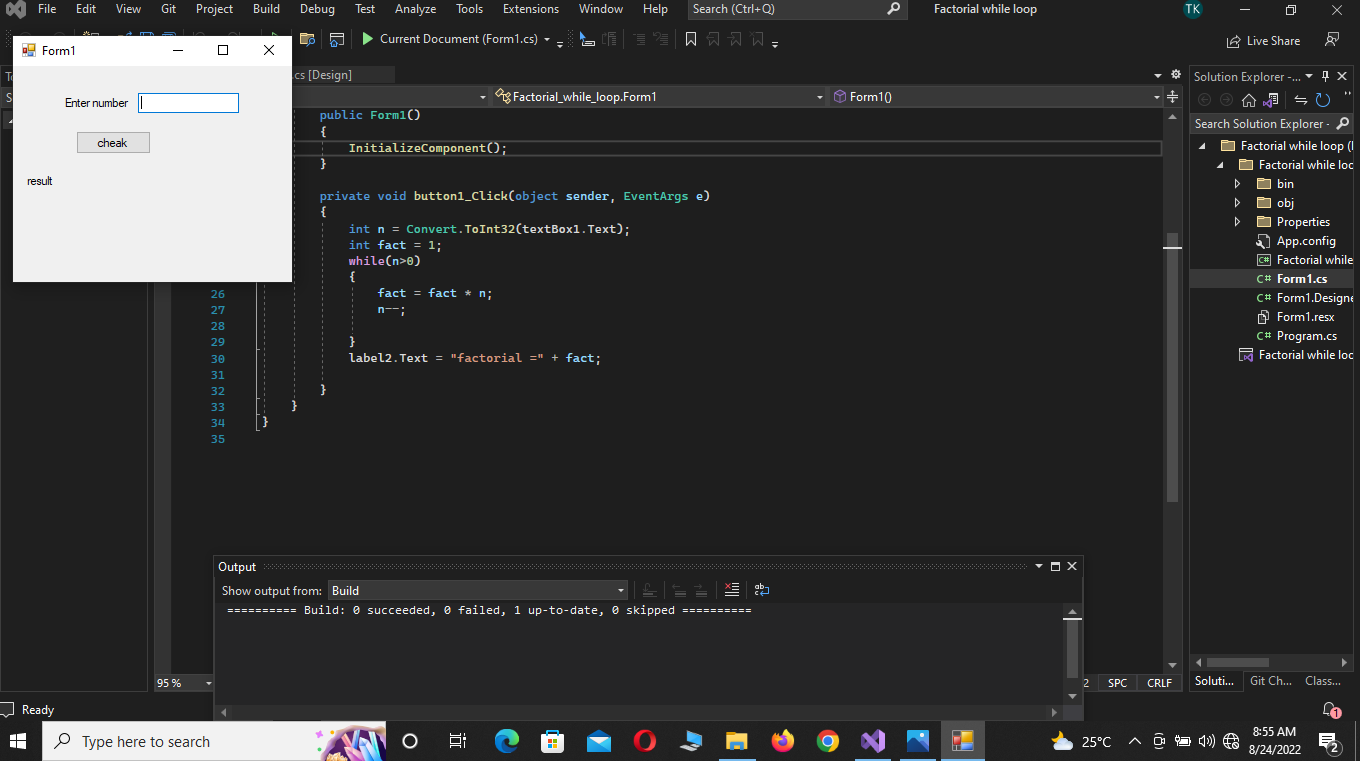 File Edit View Git Project Build Debug Test Analyze Tools Extensions Window Help Search (Ctrl+Q) Factorial while loop TK
Current Document (Form1.cs) Live Share
Form1
Enter number
cheak
result
.cs [Design]
Factorial_while_loop.Form1 Form1()
public Form1()
{
InitializeComponent();
}
private void button1_Click(object sender, EventArgs e)
{
int n = Convert.ToInt32(textBox1.Text);
int fact = 1;
while(n>0)
{
26 fact = fact * n;
27 n--;
28
29 }
30 label2.Text = "factorial =" + fact;
31
32 }
33 }
34 }
35
Solution Explorer -...
Search Solution Explorer -
Factorial while loop (
Factorial while loo
bin
obj
Properties
App.config
Factorial while
C# Form1.cs
C# Form1.Designe
Form1.resx
C# Program.cs
Factorial while loo
Soluti... Git Ch... Class...
Output
Show output from: Build
========== Build: 0 succeeded, 0 failed, 1 up-to-date, 0 skipped ==========
95 %
SPC CRLF
Ready
1
Type here to search
25°C
8:55 AM
8/24/2022
2